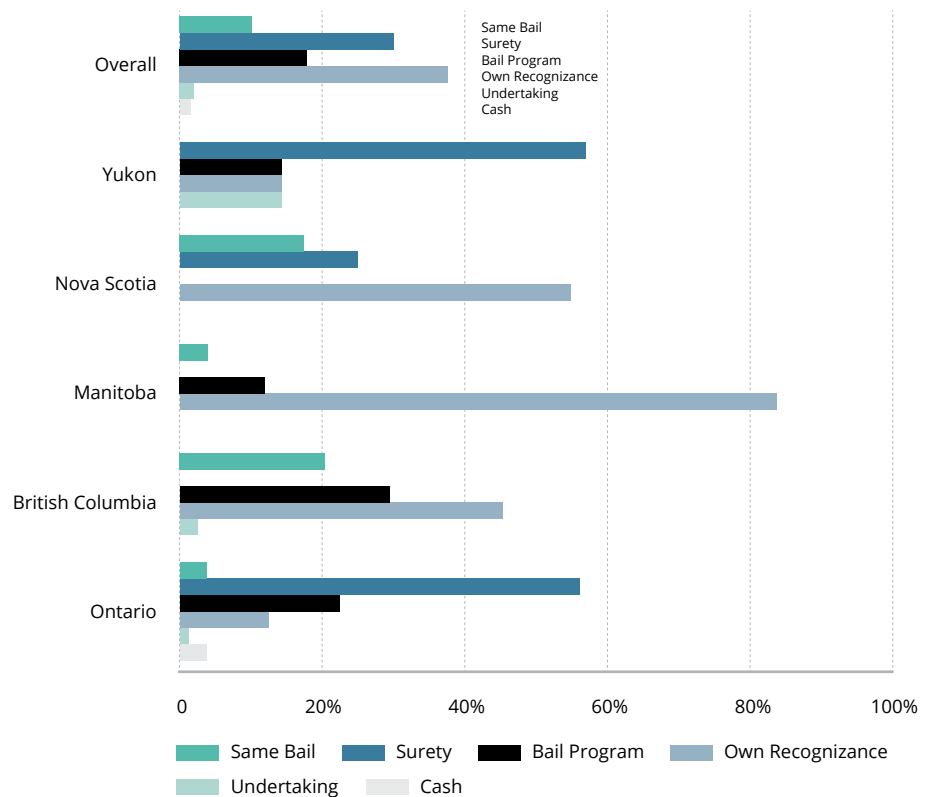 Same Bail
Surety
Bail Program
Own Recognizance
Undertaking
Cash
Overall
Yukon
Nova Scotia
Manitoba
British Columbia
Ontario
0 20% 40% 60% 80% 100%
Same Bail Surety Bail Program Own Recognizance
Undertaking Cash